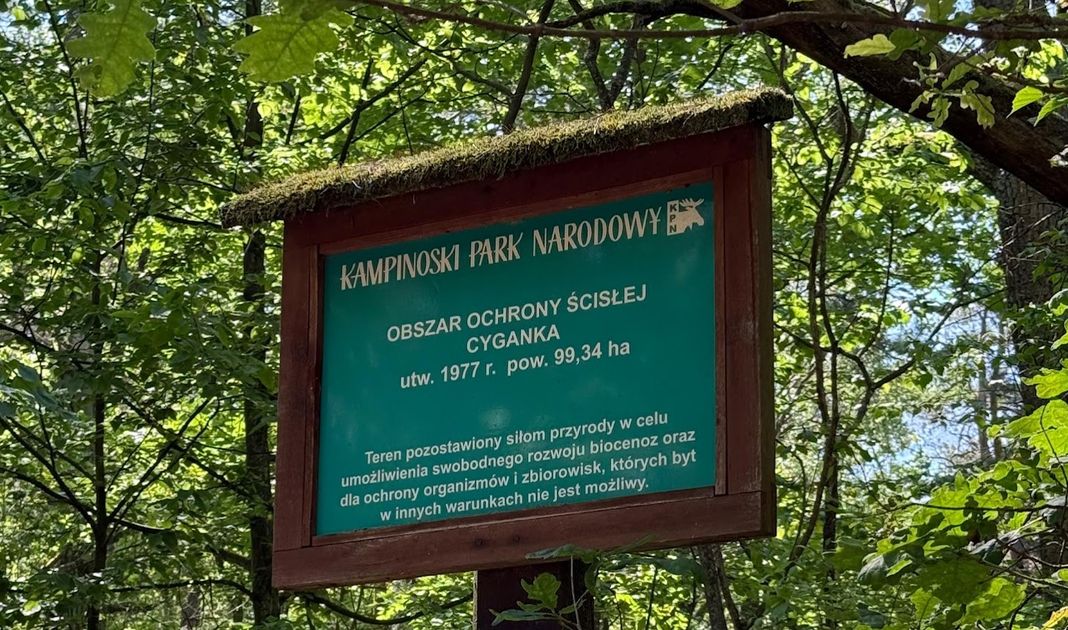 KAMPINOSKI PARK NARODOWY KPN
OBSZAR OCHRONY ŚCISŁEJ
CYGANKA
utw. 1977 r. pow. 99,34 ha
Teren pozostawiony siłom przyrody w celu
umożliwienia swobodnego rozwoju biocenoz oraz
dla ochrony organizmów i zbiorowisk, których byt
w innych warunkach nie jest możliwy.